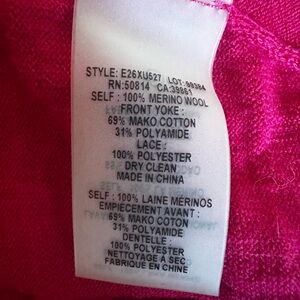 STYLE: E26XU527 LOT: 99384
RN:50814 CA:39861
SELF : 100% MERINO WOOL
FRONT YOKE :
69% MAKO COTTON
31% POLYAMIDE
LACE :
100% POLYESTER
DRY CLEAN
MADE IN CHINA
SELF : 100% LAINE MERINOS
EMPIECEMENT AVANT :
69% MAKO COTON
31% POLYAMIDE
DENTELLE :
100% POLYESTER
NETTOYAGE A SEC
FABRIQUE EN CHINE